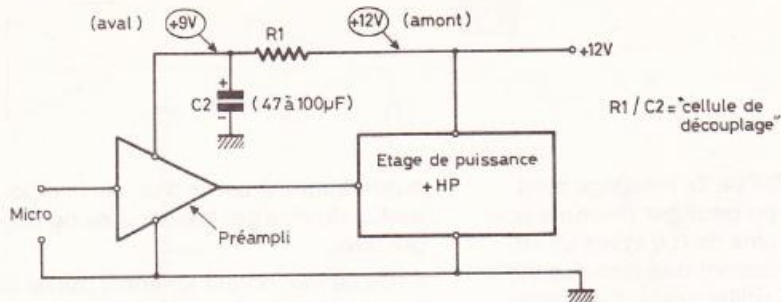 (aval) +9V R1 +12V (amont)
+12V
+
C2 (47 à 100µF)
-
R1 / C2 = "cellule de
découplage"
Etage de puissance
+ HP
Micro
Préampli